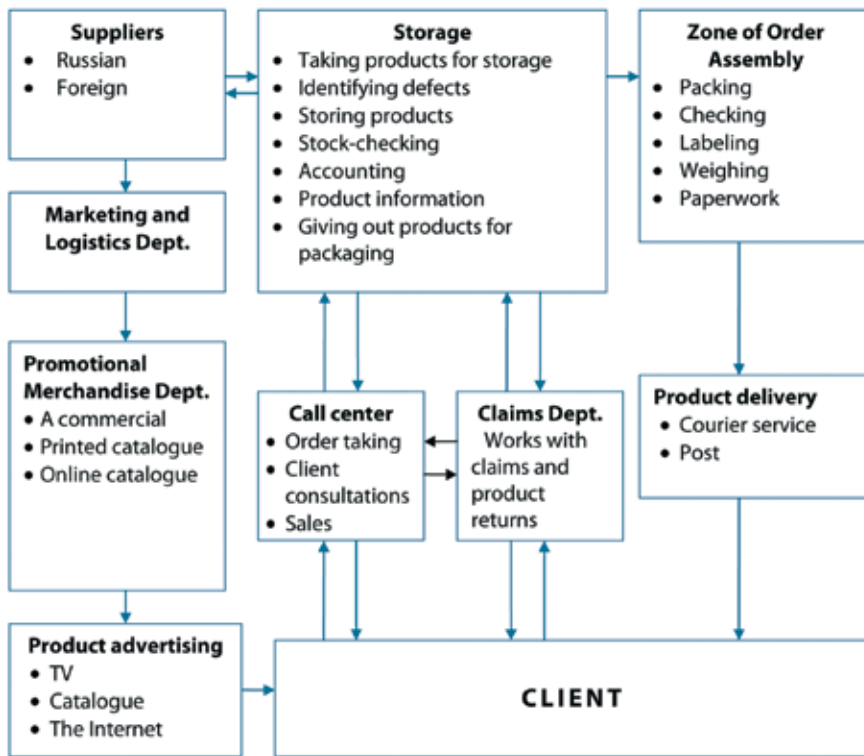 Suppliers
• Russian
• Foreign
Storage
• Taking products for storage
• Identifying defects
• Storing products
• Stock-checking
• Accounting
• Product information
• Giving out products for
packaging
Zone of Order
Assembly
• Packing
• Checking
• Labeling
• Weighing
• Paperwork
Marketing and
Logistics Dept.
Promotional
Merchandise Dept.
• A commercial
• Printed catalogue
• Online catalogue
Call center
• Order taking
• Client
consultations
• Sales
Claims Dept.
Works with
claims and
product
returns
Product delivery
• Courier service
• Post
Product advertising
• TV
• Catalogue
• The Internet
CLIENT